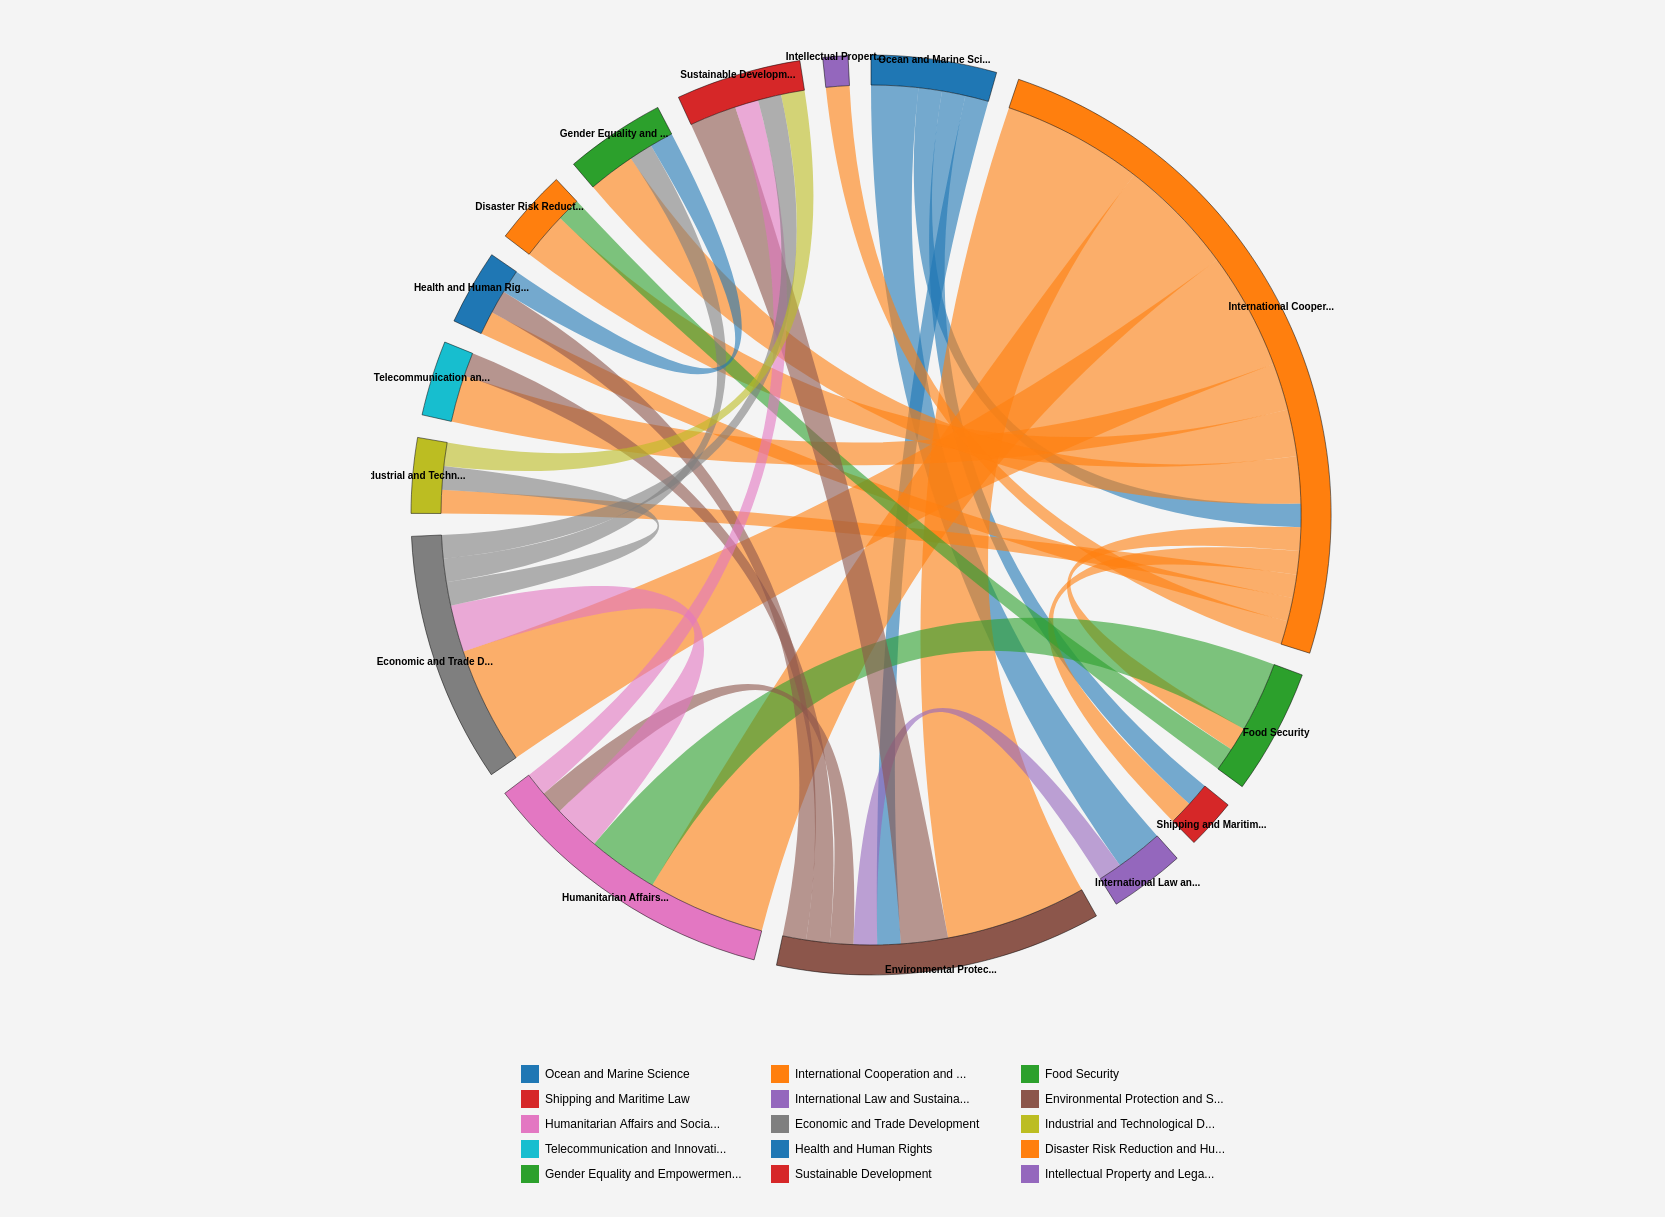 Intellectual Propert...
Ocean and Marine Sci...
Sustainable Developm...
Gender Equality and ...
Disaster Risk Reduct...
Health and Human Rig...
International Cooper...
Telecommunication an...
dustrial and Techn...
Economic and Trade D...
Food Security
Shipping and Maritim...
International Law an...
Humanitarian Affairs...
Environmental Protec...
Ocean and Marine Science
International Cooperation and ...
Food Security
Shipping and Maritime Law
International Law and Sustaina...
Environmental Protection and S...
Humanitarian Affairs and Socia...
Economic and Trade Development
Industrial and Technological D...
Telecommunication and Innovati...
Health and Human Rights
Disaster Risk Reduction and Hu...
Gender Equality and Empowermen...
Sustainable Development
Intellectual Property and Lega...